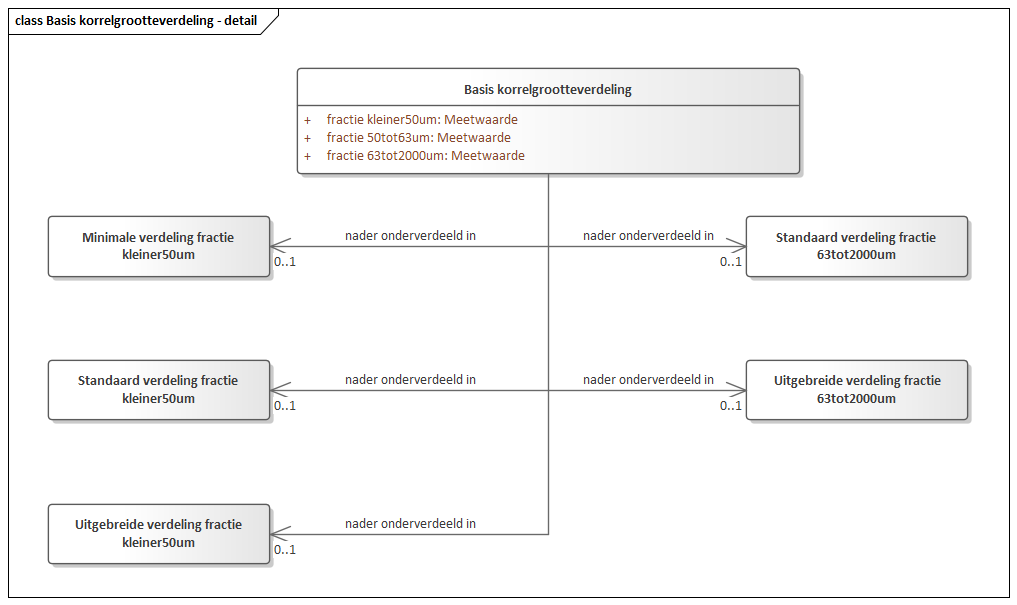 class Basis korrelgrootteverdeling - detail
Basis korrelgrootteverdeling
+ fractie kleiner50um: Meetwaarde
+ fractie 50tot63um: Meetwaarde
+ fractie 63tot2000um: Meetwaarde
Minimale verdeling fractie
kleiner50um
nader onderverdeeld in
0..1
nader onderverdeeld in
0..1
Standaard verdeling fractie
63tot2000um
Standaard verdeling fractie
kleiner50um
nader onderverdeeld in
0..1
nader onderverdeeld in
0..1
Uitgebreide verdeling fractie
63tot2000um
Uitgebreide verdeling fractie
kleiner50um
nader onderverdeeld in
0..1